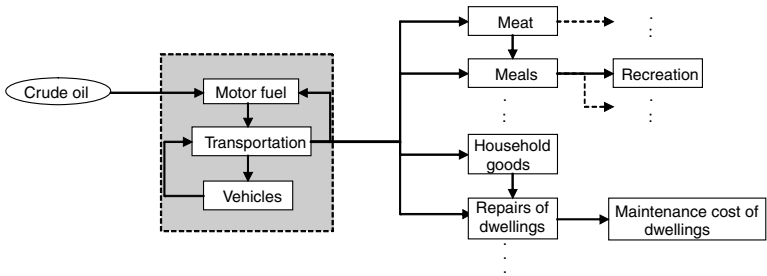 Crude oil
Motor fuel
Transportation
Vehicles
Meat
Meals
Recreation
Household
goods
Repairs of
dwellings
Maintenance cost of
dwellings